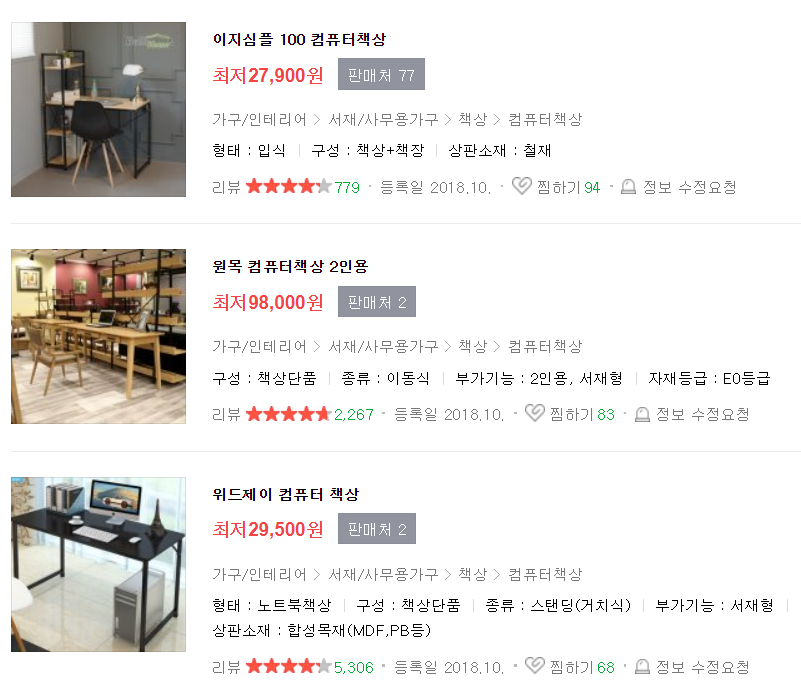 이지심플 100 컴퓨터책상
최저27,900원 판매처 77
가구/인테리어 > 서재/사무용가구 > 책상 > 컴퓨터책상
형태 : 입식 | 구성 : 책상+책장 | 상판소재 : 철재
리뷰 ★★★★★ 779 · 등록일 2018.10. · 찜하기 94 · 정보 수정요청
원목 컴퓨터책상 2인용
최저98,000원 판매처 2
가구/인테리어 > 서재/사무용가구 > 책상 > 컴퓨터책상
구성 : 책상단품 | 종류 : 이동식 | 부가기능 : 2인용, 서재형 | 자재등급 : E0등급
리뷰 ★★★★★ 2,267 · 등록일 2018.10. · 찜하기 83 · 정보 수정요청
위드제이 컴퓨터 책상
최저29,500원 판매처 2
가구/인테리어 > 서재/사무용가구 > 책상 > 컴퓨터책상
형태 : 노트북책상 | 구성 : 책상단품 | 종류 : 스탠딩(거치식) | 부가기능 : 서재형 |
상판소재 : 합성목재(MDF,PB등)
리뷰 ★★★★★ 5,306 · 등록일 2018.10. · 찜하기 68 · 정보 수정요청